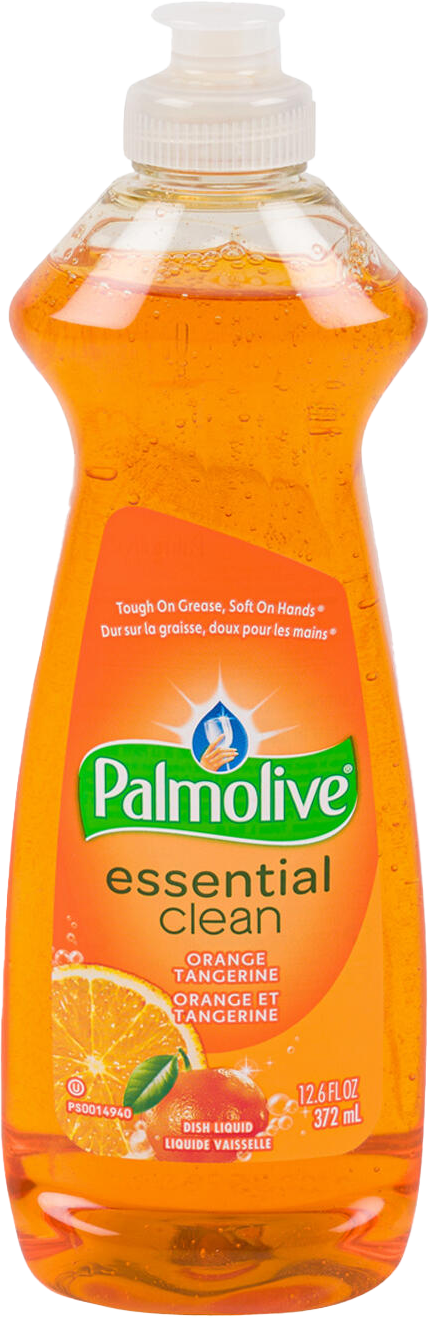 Tough On Grease, Soft On Hands®
Dur sur la graisse, doux pour les mains®
Palmolive®
essential
clean
ORANGE
TANGERINE
ORANGE ET
TANGERINE
U
PS0014940
12.6 FL OZ
372 mL
DISH LIQUID
LIQUIDE VAISSELLE